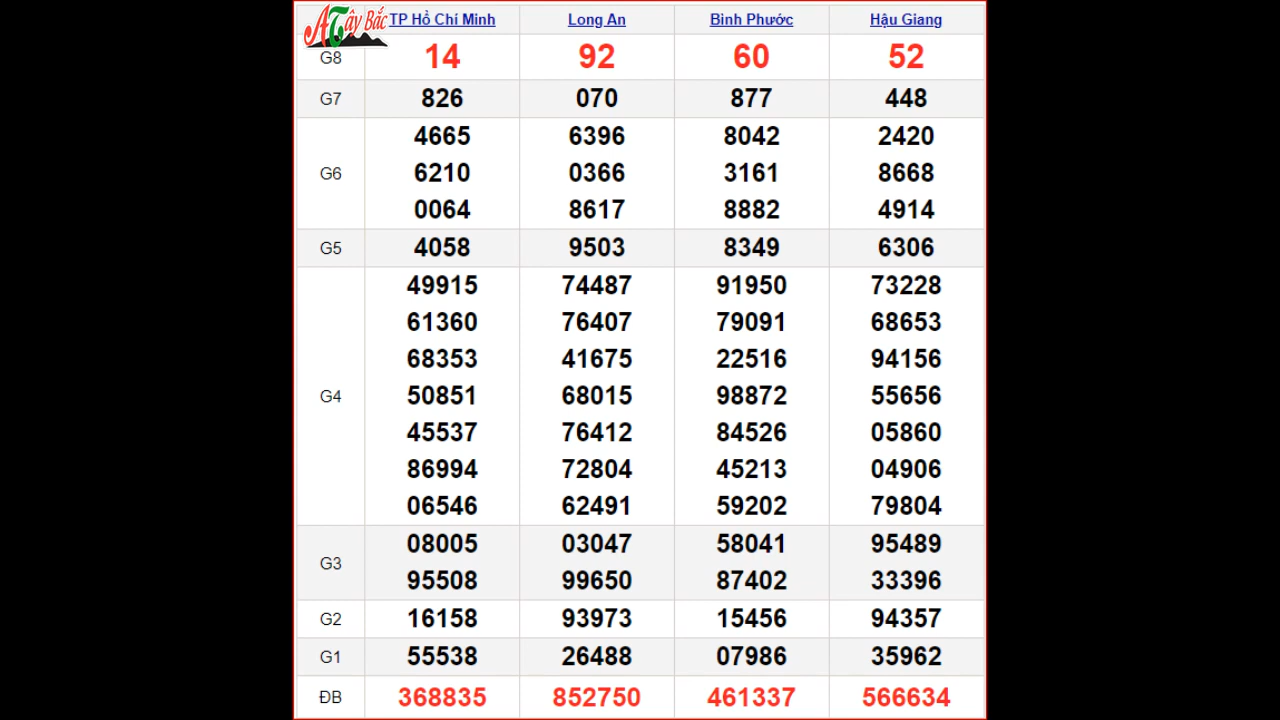 ATây Bắc
TP Hồ Chí Minh Long An Bình Phước Hậu Giang
G8 14 92 60 52
G7 826 070 877 448
4665 6396 8042 2420
G6 6210 0366 3161 8668
0064 8617 8882 4914
G5 4058 9503 8349 6306
49915 74487 91950 73228
61360 76407 79091 68653
68353 41675 22516 94156
G4 50851 68015 98872 55656
45537 76412 84526 05860
86994 72804 45213 04906
06546 62491 59202 79804
G3 08005 03047 58041 95489
95508 99650 87402 33396
G2 16158 93973 15456 94357
G1 55538 26488 07986 35962
ĐB 368835 852750 461337 566634